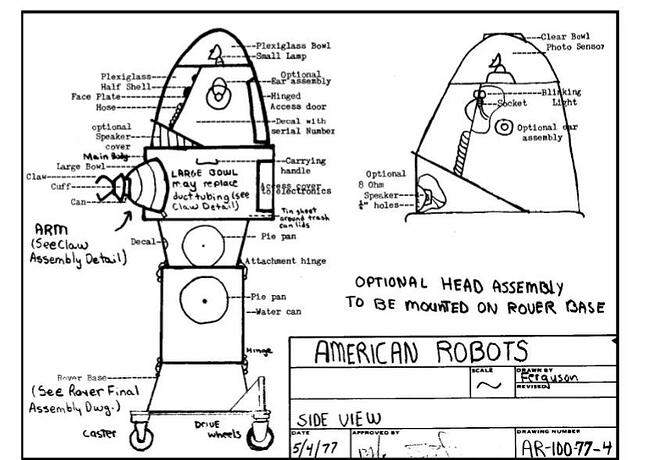 Plexiglass Bowl
Small Lamp
Plexiglass
Half Shell
Face Plate
Hose
Optional
Ear assembly
Hinged
Access door
Decal with
serial Number
optional
Speaker
cover
Main Body
Large Bowl
Claw
Cuff
Can
LARGE BOWL
may replace
duct tubing (see
Claw Detail)
Carrying
handle
Access cover
to electronics
Tin sheet
around trash
can lids
ARM
(See Claw
Assembly Detail)
Decal
Pie pan
Attachment hinge
Pie pan
Water can
Hinge
Rover Base
(See Rover Final
Assembly Dwg.)
Caster
DRIVE
wheels
Clear Bowl
Photo Sensor
Blinking
Light
Socket
Optional ear
assembly
Optional
8 Ohm
Speaker
¼" holes
OPTIONAL HEAD ASSEMBLY
TO BE MOUNTED ON ROVER BASE
AMERICAN ROBOTS
SCALE
~
DRAWN BY
Ferguson
REVISED
SIDE VIEW
DATE
5/4/77
APPROVED BY
DRAWING NUMBER
AR-100-77-4